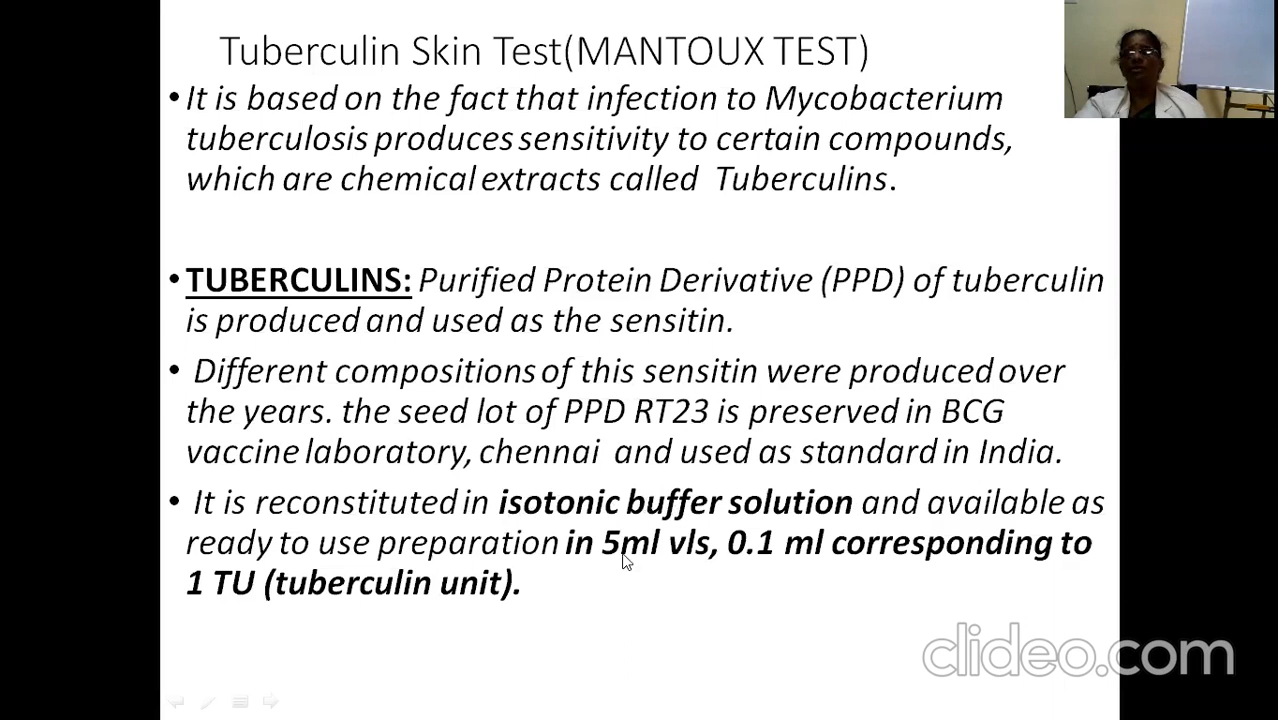 Tuberculin Skin Test(MANTOUX TEST)
• It is based on the fact that infection to Mycobacterium
tuberculosis produces sensitivity to certain compounds,
which are chemical extracts called Tuberculins.
• TUBERCULINS: Purified Protein Derivative (PPD) of tuberculin
is produced and used as the sensitin.
• Different compositions of this sensitin were produced over
the years. the seed lot of PPD RT23 is preserved in BCG
vaccine laboratory, chennai and used as standard in India.
• It is reconstituted in isotonic buffer solution and available as
ready to use preparation in 5ml vls, 0.1 ml corresponding to
1 TU (tuberculin unit).
clideo.com